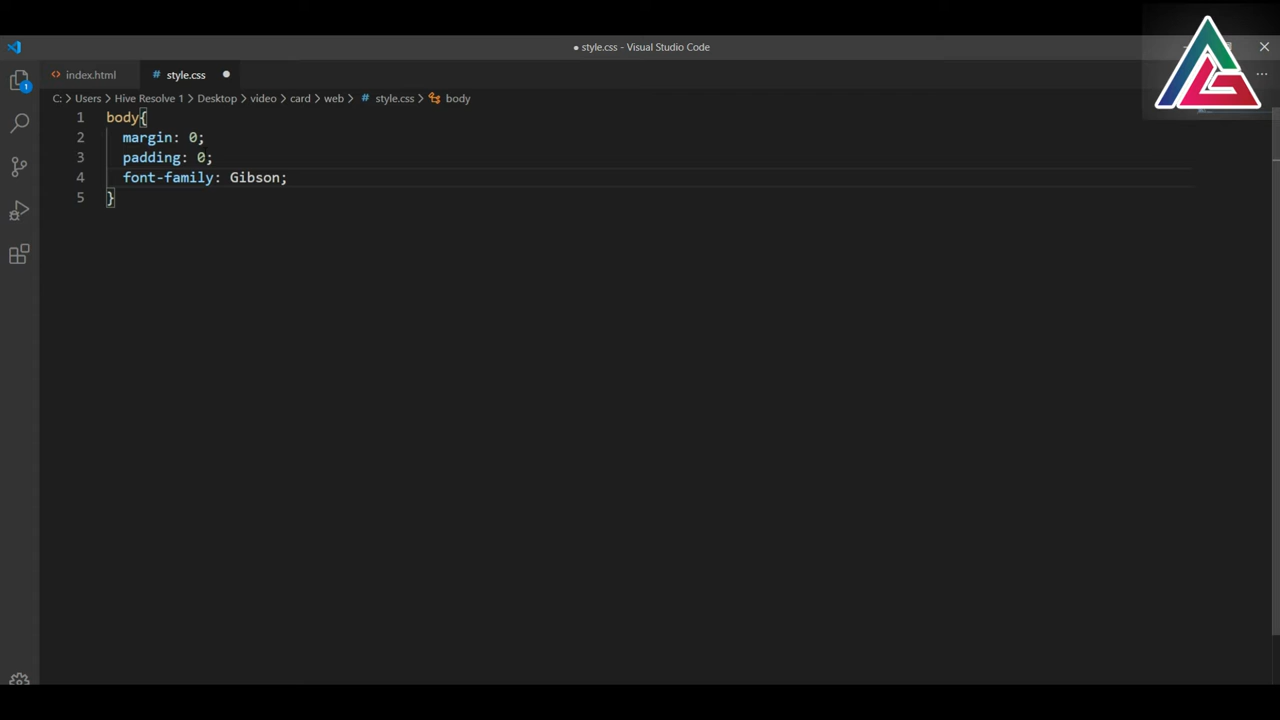 ● style.css - Visual Studio Code
index.html
# style.css ●
C: > Users > Hive Resolve 1 > Desktop > video > card > web > # style.css > body
1 body{
2 margin: 0;
3 padding: 0;
4 font-family: Gibson;
5 }
1